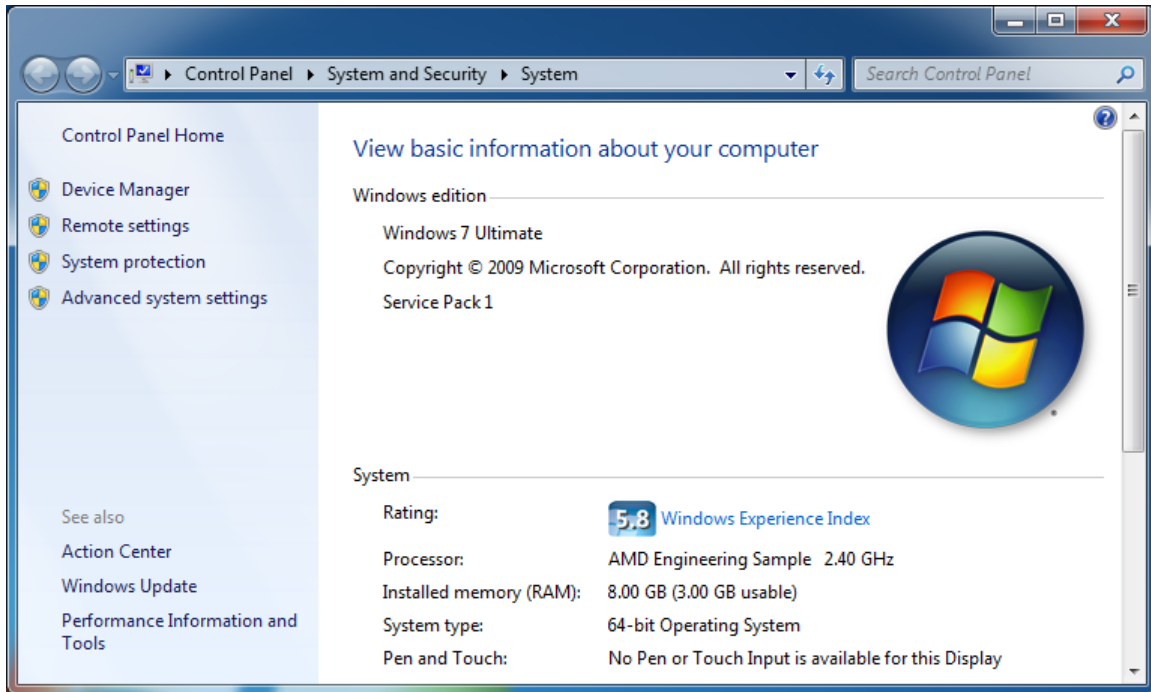 Control Panel ▸ System and Security ▸ System
Search Control Panel
Control Panel Home
Device Manager
Remote settings
System protection
Advanced system settings
See also
Action Center
Windows Update
Performance Information and
Tools
View basic information about your computer
Windows edition
Windows 7 Ultimate
Copyright © 2009 Microsoft Corporation. All rights reserved.
Service Pack 1
System
Rating: 5.8 Windows Experience Index
Processor: AMD Engineering Sample 2.40 GHz
Installed memory (RAM): 8.00 GB (3.00 GB usable)
System type: 64-bit Operating System
Pen and Touch: No Pen or Touch Input is available for this Display